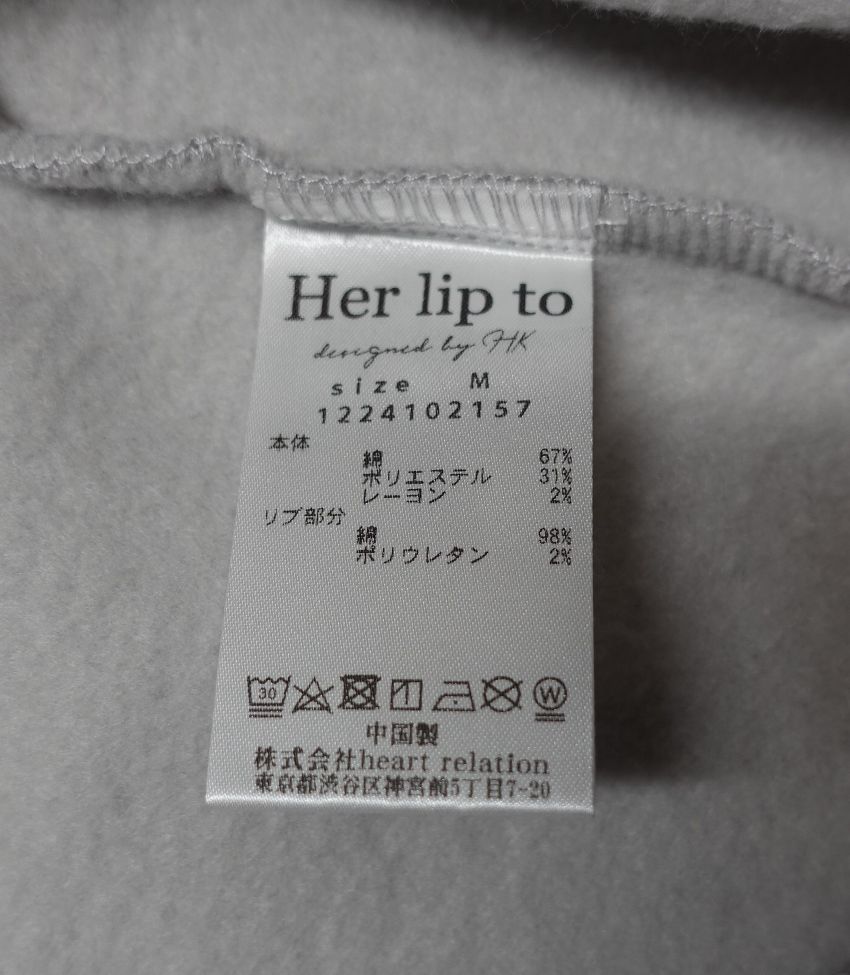 Her lip to
designed by HK
size M
1224102157
本体
綿 67%
ポリエステル 31%
レーヨン 2%
リブ部分
綿 98%
ポリウレタン 2%
30 W
中国製
株式会社heart relation
東京都渋谷区神宮前5丁目7-20